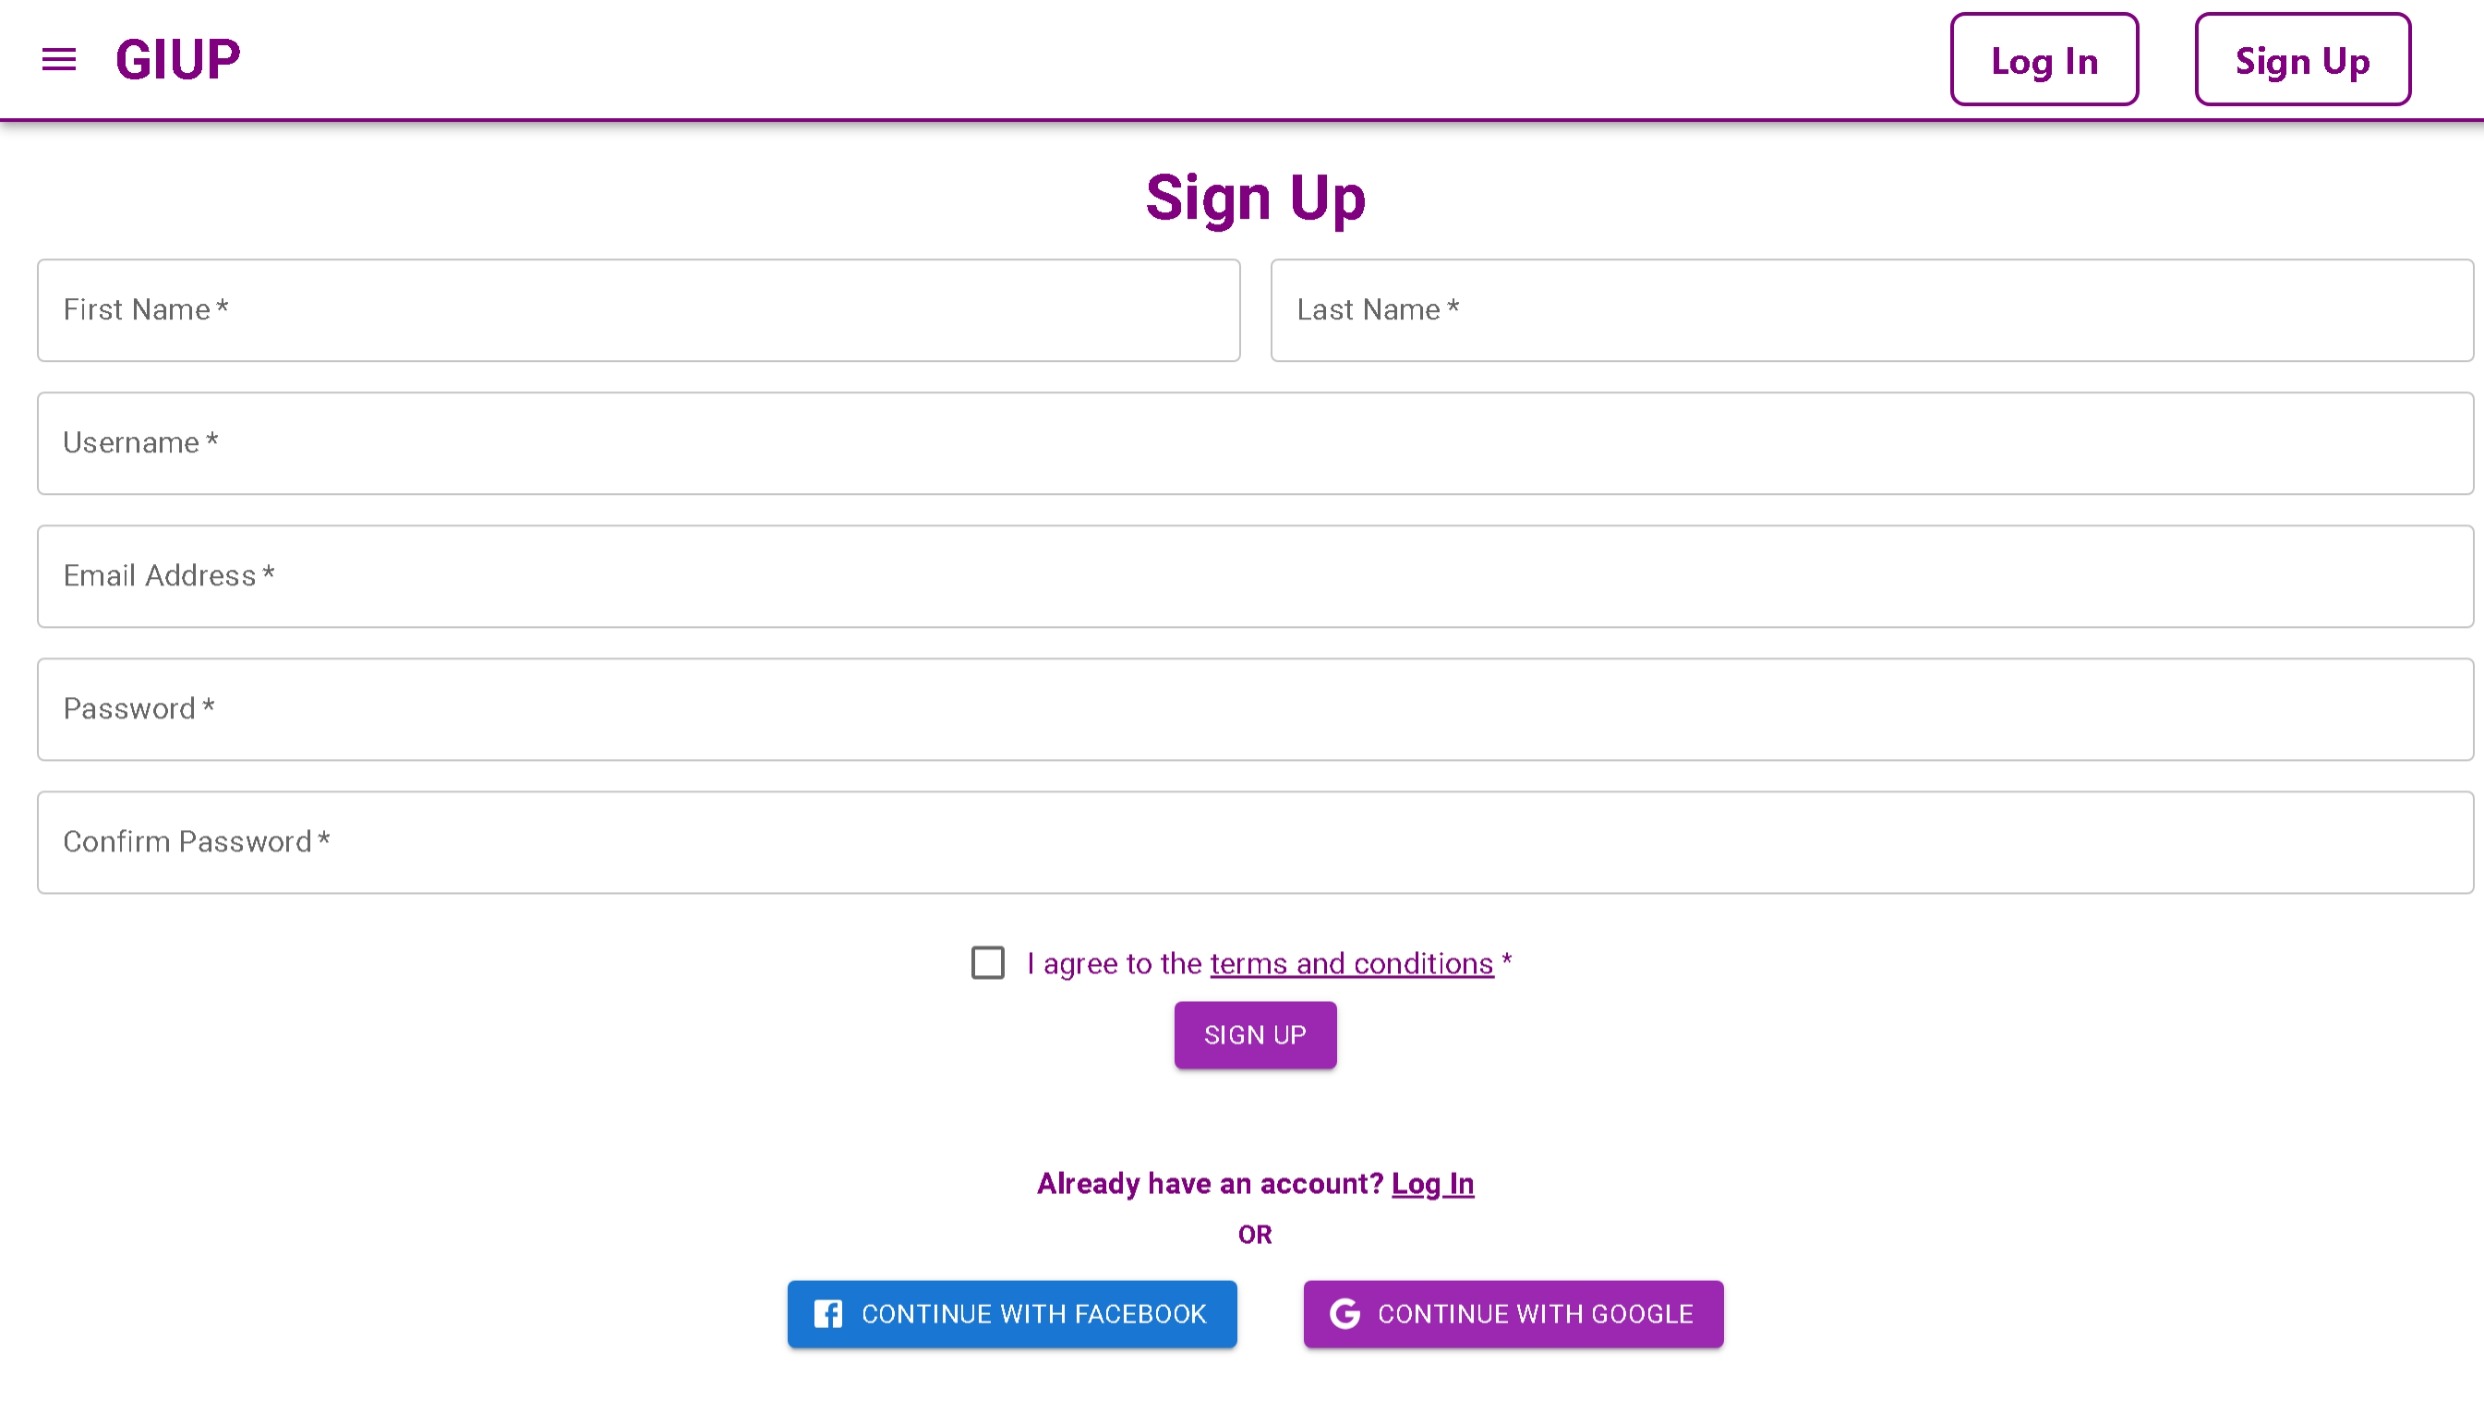 GIUP
Log In
Sign Up
Sign Up
First Name *
Last Name *
Username *
Email Address *
Password *
Confirm Password *
I agree to the terms and conditions *
SIGN UP
Already have an account? Log In
OR
CONTINUE WITH FACEBOOK
CONTINUE WITH GOOGLE